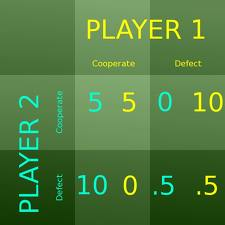 PLAYER 1
Cooperate Defect
PLAYER 2
Cooperate
5 5 0 10
Defect
10 0 .5 .5